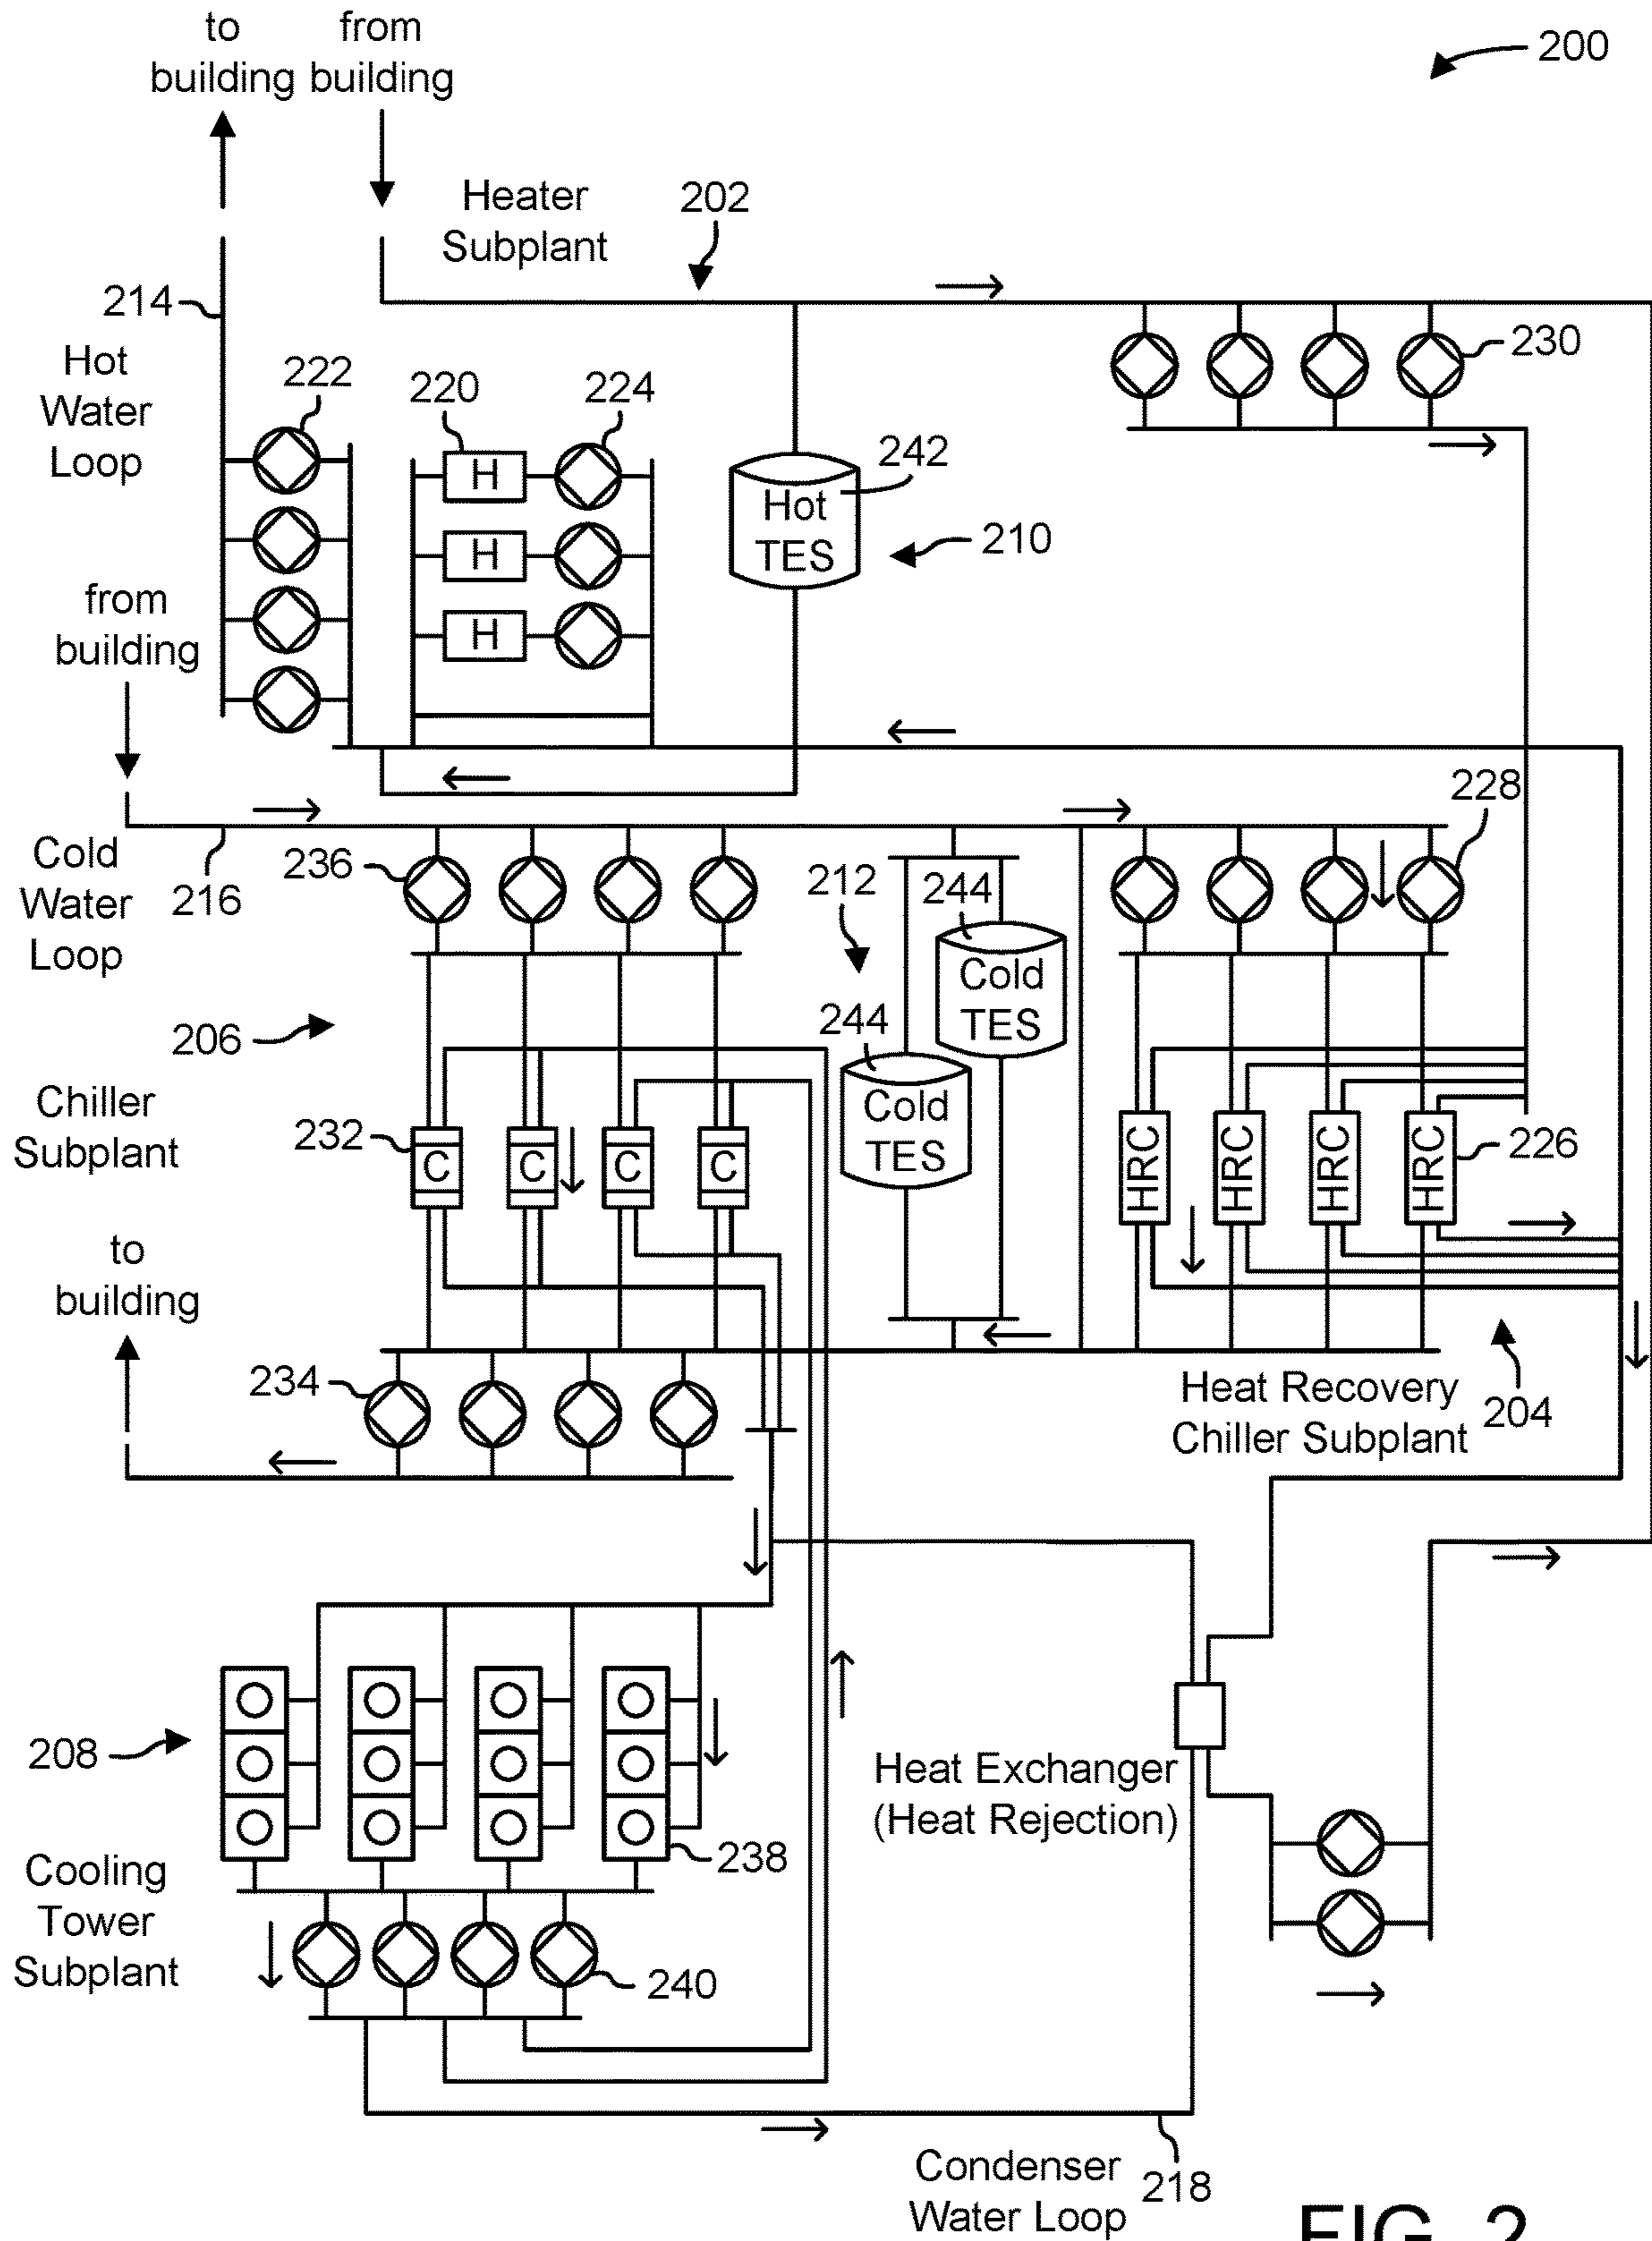 to
building
from
building
200
Heater
Subplant
202
214
Hot
Water
Loop
222
220
224
230
H
H
H
Hot
TES
242
210
from
building
228
Cold
Water
Loop
216
236
212
244
Cold
TES
244
Cold
TES
206
Chiller
Subplant
232
C
C
C
C
HRC
HRC
HRC
HRC
226
to
building
234
Heat Recovery
Chiller Subplant
204
208
Heat Exchanger
(Heat Rejection)
238
Cooling
Tower
Subplant
240
Condenser
Water Loop
218
FIG. 2